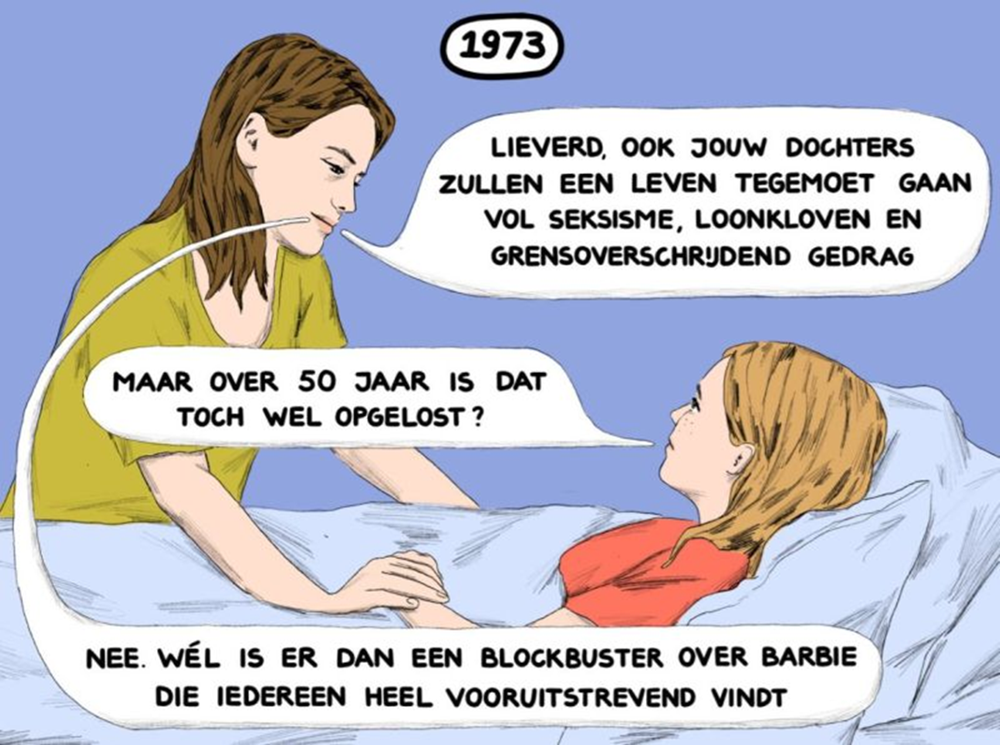 1973
LIEVERD, OOK JOUW DOCHTERS
ZULLEN EEN LEVEN TEGEMOET GAAN
VOL SEKSISME, LOONKLOVEN EN
GRENSOVERSCHRIJDEND GEDRAG
MAAR OVER 50 JAAR IS DAT
TOCH WEL OPGELOST?
NEE. WÉL IS ER DAN EEN BLOCKBUSTER OVER BARBIE
DIE IEDEREEN HEEL VOORUITSTREVEND VINDT